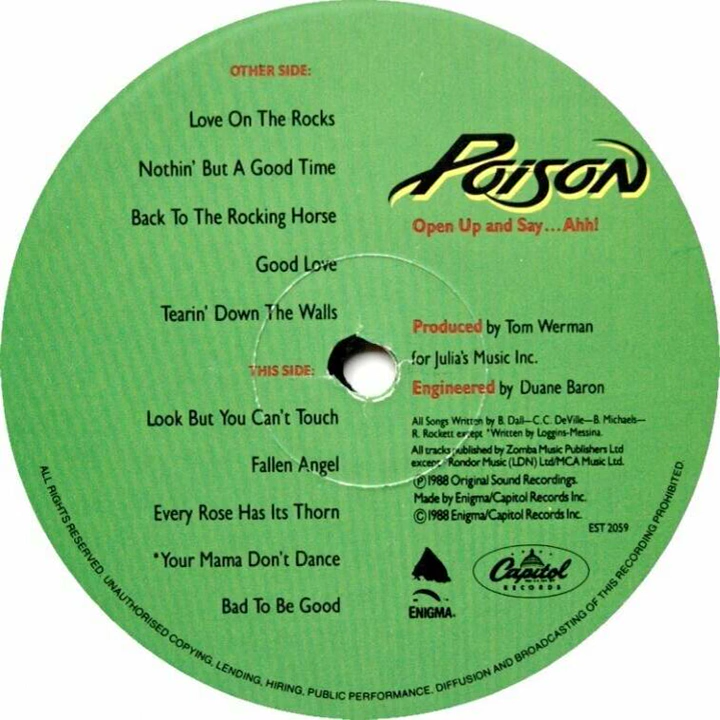 OTHER SIDE:
Love On The Rocks
Nothin' But A Good Time
Back To The Rocking Horse
Good Love
Tearin' Down The Walls
THIS SIDE:
Look But You Can't Touch
Fallen Angel
Every Rose Has Its Thorn
*Your Mama Don't Dance
Bad To Be Good
POISON
Open Up and Say...Ahh!
Produced by Tom Werman
for Julia's Music Inc.
Engineered by Duane Baron
All Songs Written by B. Dall—C.C. DeVille—B. Michaels—
R. Rockett except *Written by Loggins-Messina.
All tracks published by Zomba Music Publishers Ltd
except Rondor Music (LDN) Ltd/MCA Music Ltd.
Ⓟ1988 Original Sound Recordings.
Made by Enigma/Capitol Records Inc.
©1988 Enigma/Capitol Records Inc.
EST 2059
ENIGMA.
Capitol
RECORDS
ALL RIGHTS RESERVED. UNAUTHORISED COPYING, LENDING, HIRING, PUBLIC PERFORMANCE, DIFFUSION AND BROADCASTING OF THIS RECORDING PROHIBITED.